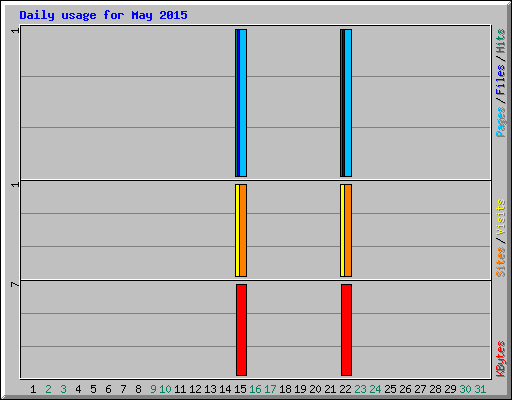 Daily usage for May 2015
1
Pages / Files / Hits
1
Sites / Visits
7
KBytes
1 2 3 4 5 6 7 8 9 10 11 12 13 14 15 16 17 18 19 20 21 22 23 24 25 26 27 28 29 30 31